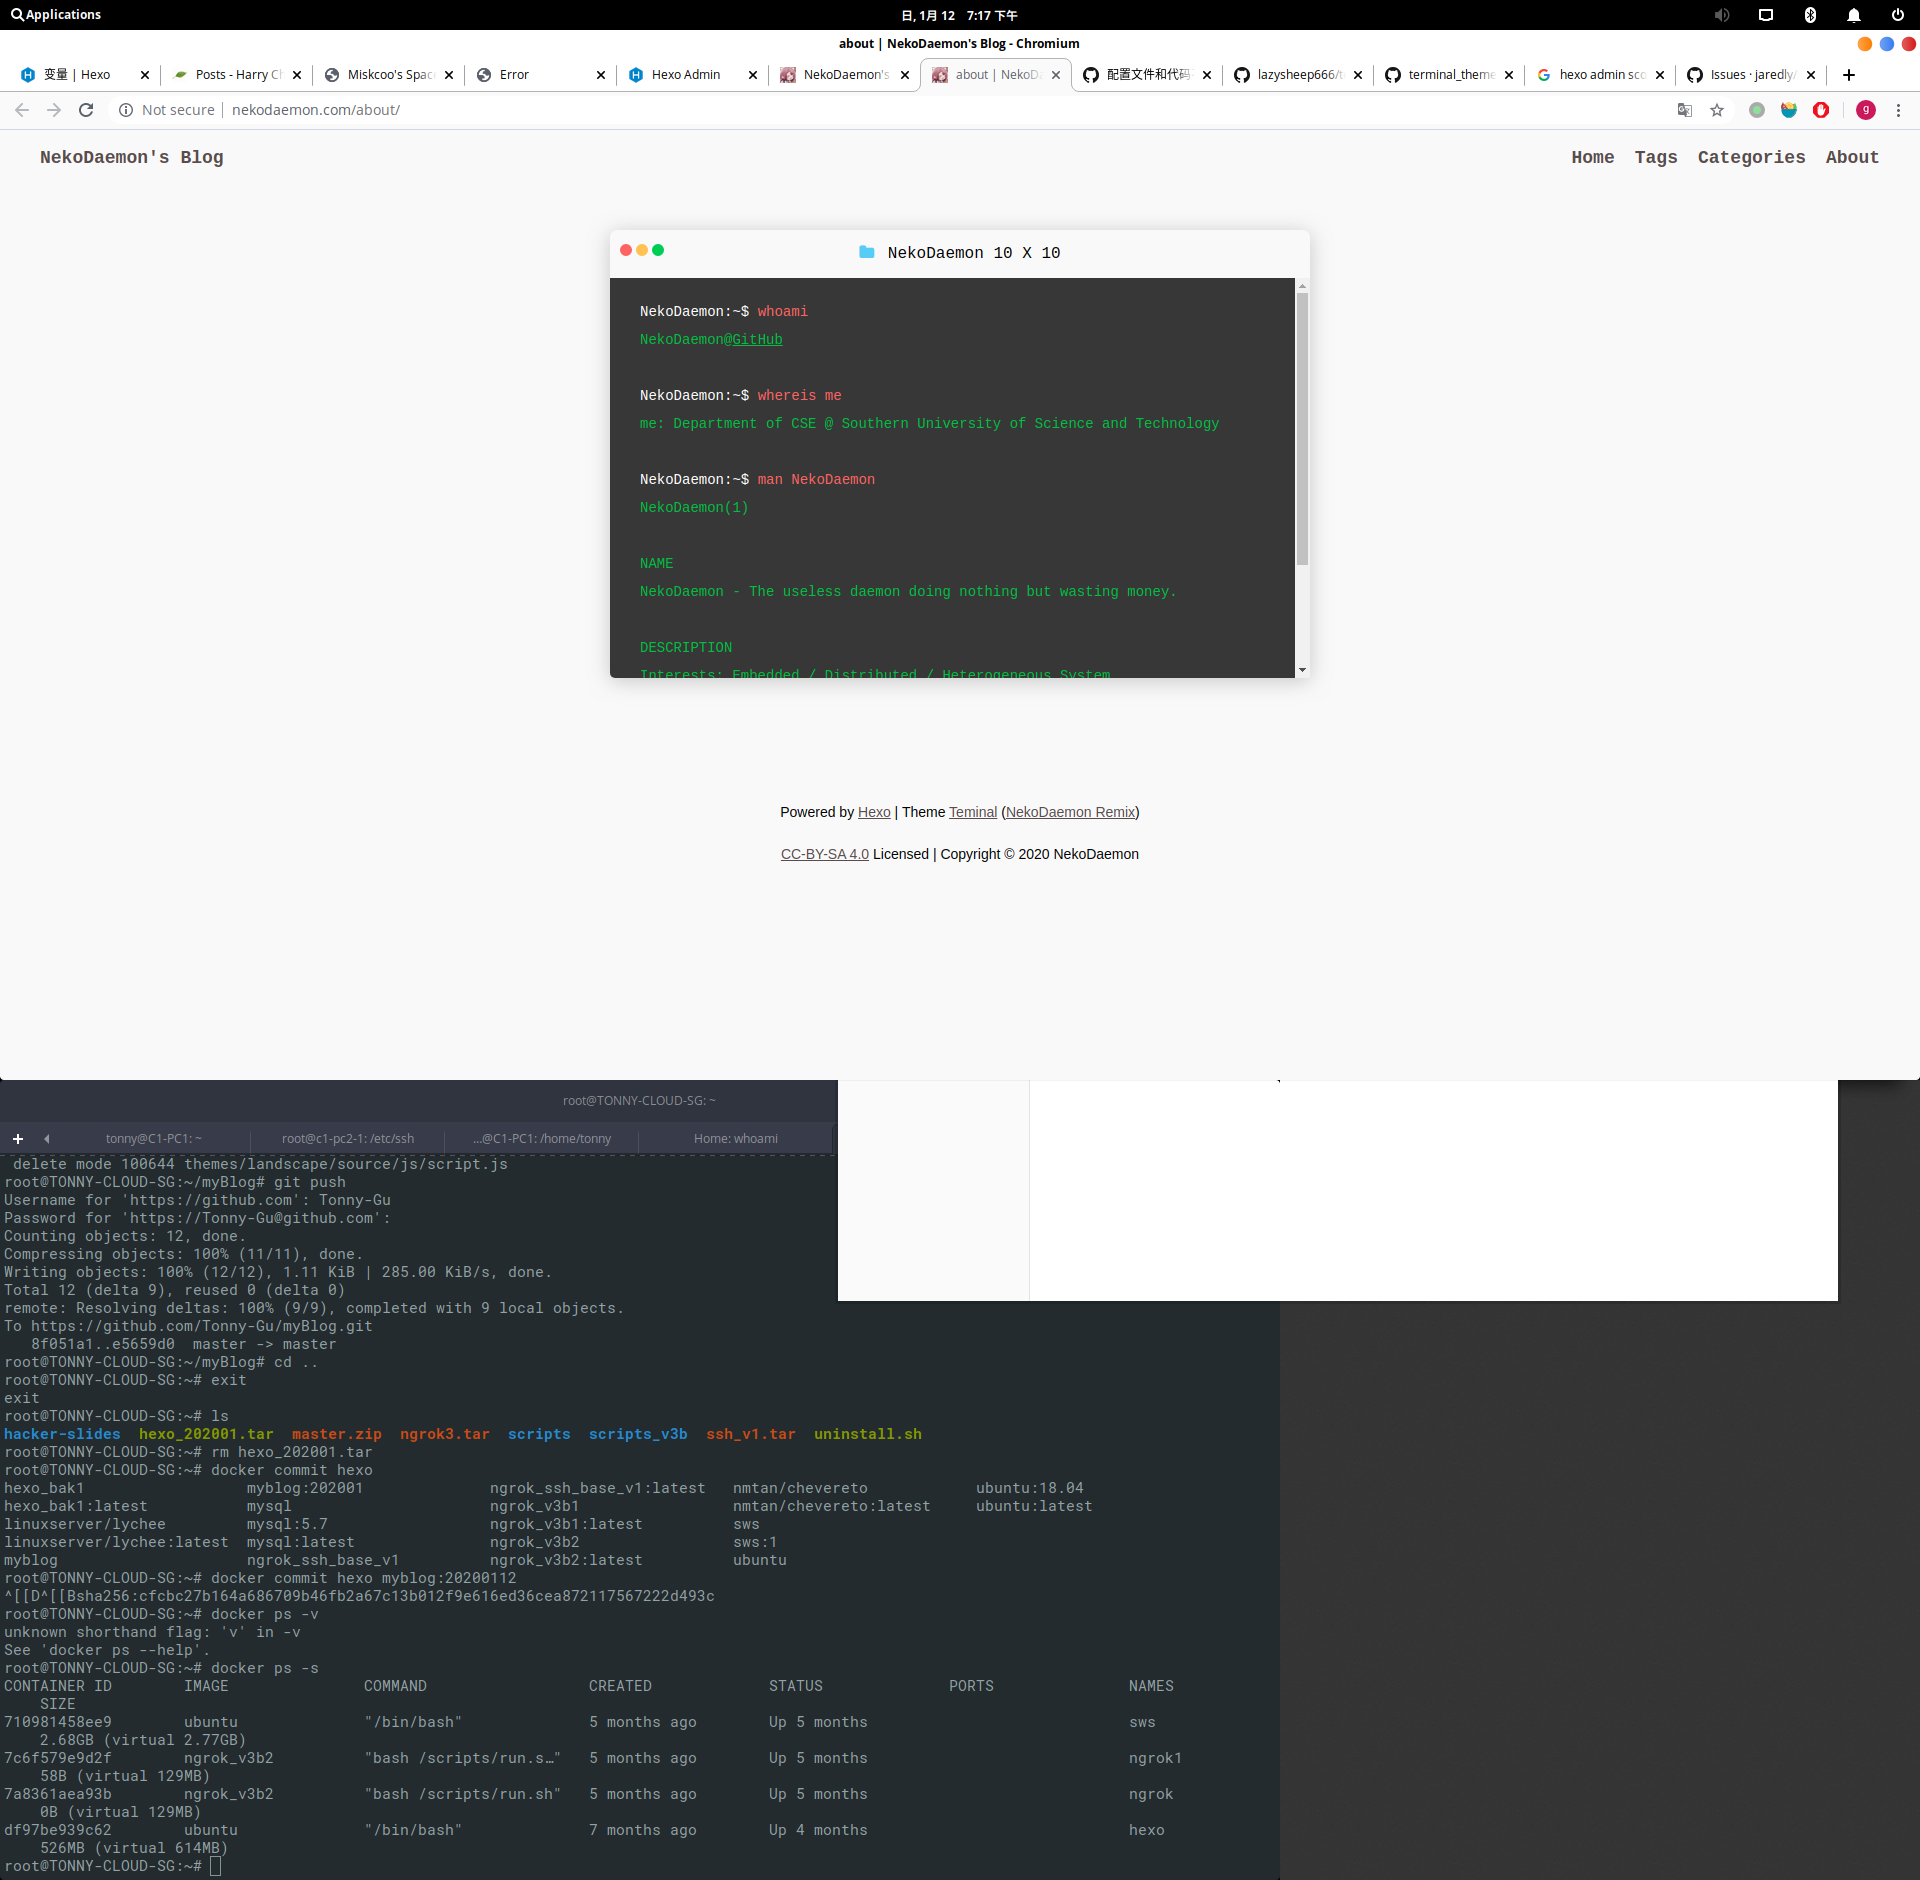 Applications
日, 1月 12 7:17 下午
about | NekoDaemon's Blog - Chromium
变量 | Hexo
Posts - Harry Ch
Miskcoo's Space
Error
Hexo Admin
NekoDaemon's
about | NekoDa
配置文件和代码
lazysheep666/t
terminal_theme
hexo admin sco
Issues · jaredly/
Not secure | nekodaemon.com/about/
g
NekoDaemon's Blog
Home Tags Categories About
NekoDaemon 10 X 10
NekoDaemon:~$ whoami
NekoDaemon@GitHub
NekoDaemon:~$ whereis me
me: Department of CSE @ Southern University of Science and Technology
NekoDaemon:~$ man NekoDaemon
NekoDaemon(1)
NAME
NekoDaemon - The useless daemon doing nothing but wasting money.
DESCRIPTION
Interests: Embedded / Distributed / Heterogeneous System
Powered by Hexo | Theme Teminal (NekoDaemon Remix)
CC-BY-SA 4.0 Licensed | Copyright © 2020 NekoDaemon
root@TONNY-CLOUD-SG: ~
tonny@C1-PC1: ~
root@c1-pc2-1: /etc/ssh
...@C1-PC1: /home/tonny
Home: whoami
delete mode 100644 themes/landscape/source/js/script.js
root@TONNY-CLOUD-SG:~/myBlog# git push
Username for 'https://github.com': Tonny-Gu
Password for 'https://Tonny-Gu@github.com':
Counting objects: 12, done.
Compressing objects: 100% (11/11), done.
Writing objects: 100% (12/12), 1.11 KiB | 285.00 KiB/s, done.
Total 12 (delta 9), reused 0 (delta 0)
remote: Resolving deltas: 100% (9/9), completed with 9 local objects.
To https://github.com/Tonny-Gu/myBlog.git
8f051a1..e5659d0 master -> master
root@TONNY-CLOUD-SG:~/myBlog# cd ..
root@TONNY-CLOUD-SG:~# exit
exit
root@TONNY-CLOUD-SG:~# ls
hacker-slides hexo_202001.tar master.zip ngrok3.tar scripts scripts_v3b ssh_v1.tar uninstall.sh
root@TONNY-CLOUD-SG:~# rm hexo_202001.tar
root@TONNY-CLOUD-SG:~# docker commit hexo
hexo_bak1 myblog:202001 ngrok_ssh_base_v1:latest nmtan/chevereto ubuntu:18.04
hexo_bak1:latest mysql ngrok_v3b1 nmtan/chevereto:latest ubuntu:latest
linuxserver/lychee mysql:5.7 ngrok_v3b1:latest sws
linuxserver/lychee:latest mysql:latest ngrok_v3b2 sws:1
myblog ngrok_ssh_base_v1 ngrok_v3b2:latest ubuntu
root@TONNY-CLOUD-SG:~# docker commit hexo myblog:20200112
^[[D^[[Bsha256:cfcbc27b164a686709b46fb2a67c13b012f9e616ed36cea872117567222d493c
root@TONNY-CLOUD-SG:~# docker ps -v
unknown shorthand flag: 'v' in -v
See 'docker ps --help'.
root@TONNY-CLOUD-SG:~# docker ps -s
CONTAINER ID IMAGE COMMAND CREATED STATUS PORTS NAMES
SIZE
710981458ee9 ubuntu "/bin/bash" 5 months ago Up 5 months sws
2.68GB (virtual 2.77GB)
7c6f579e9d2f ngrok_v3b2 "bash /scripts/run.s…" 5 months ago Up 5 months ngrok1
58B (virtual 129MB)
7a8361aea93b ngrok_v3b2 "bash /scripts/run.sh" 5 months ago Up 5 months ngrok
0B (virtual 129MB)
df97be939c62 ubuntu "/bin/bash" 7 months ago Up 4 months hexo
526MB (virtual 614MB)
root@TONNY-CLOUD-SG:~#